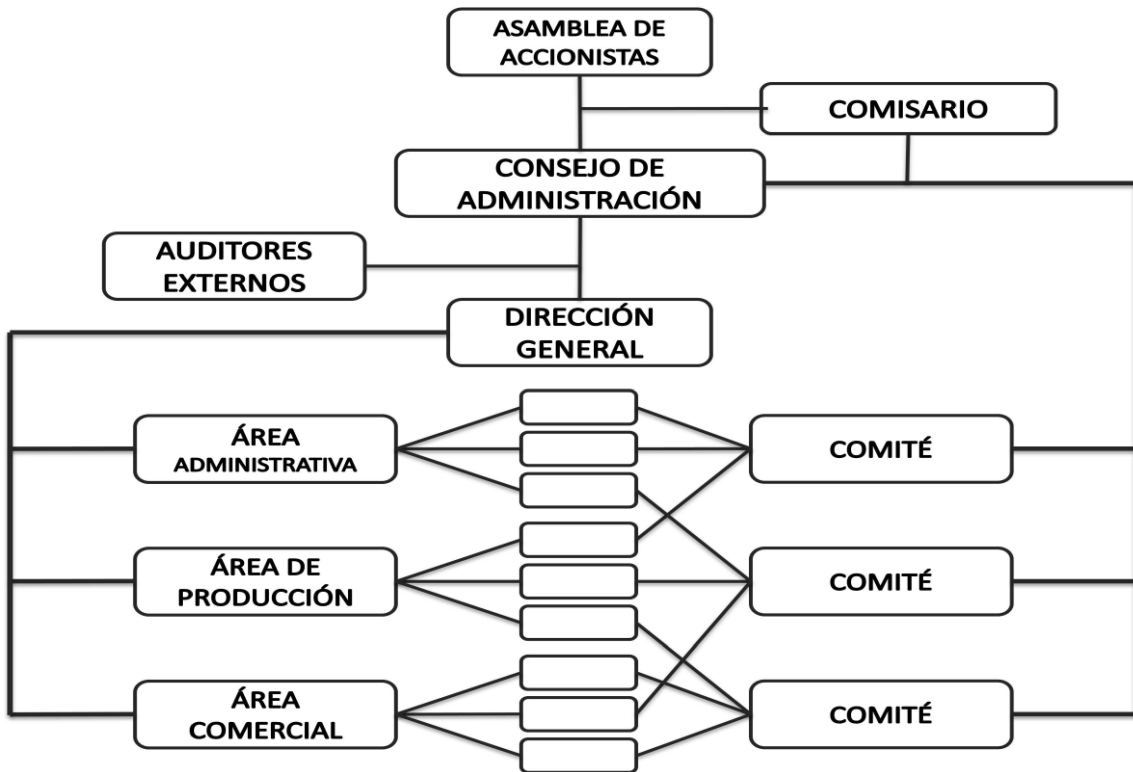 ASAMBLEA DE
ACCIONISTAS
COMISARIO
CONSEJO DE
ADMINISTRACIÓN
AUDITORES
EXTERNOS
DIRECCIÓN
GENERAL
ÁREA
ADMINISTRATIVA
COMITÉ
ÁREA DE
PRODUCCIÓN
COMITÉ
ÁREA
COMERCIAL
COMITÉ